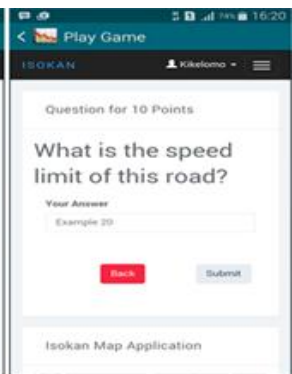 16:20
Play Game
ISOKAN
Kikelomo
Question for 10 Points
What is the speed
limit of this road?
Your Answer
Example 20
Back
Submit
Isokan Map Application